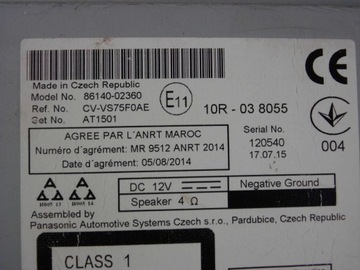 Made in Czech Republic
Model No. 86140-02360
Ref No. CV-VS75F0AE
Set No. AT1501
E11
10R - 03 8055
CE
AGREE PAR L'ANRT MAROC
Numéro d'agrément: MR 9512 ANRT 2014
Date d'agrément: 05/08/2014
Serial No.
120540
17.07.15
004
DC 12V
Negative Ground
Speaker 4 Ω
Assembled by
Panasonic Automotive Systems Czech s.r.o., Pardubice, Czech Republic
CLASS 1